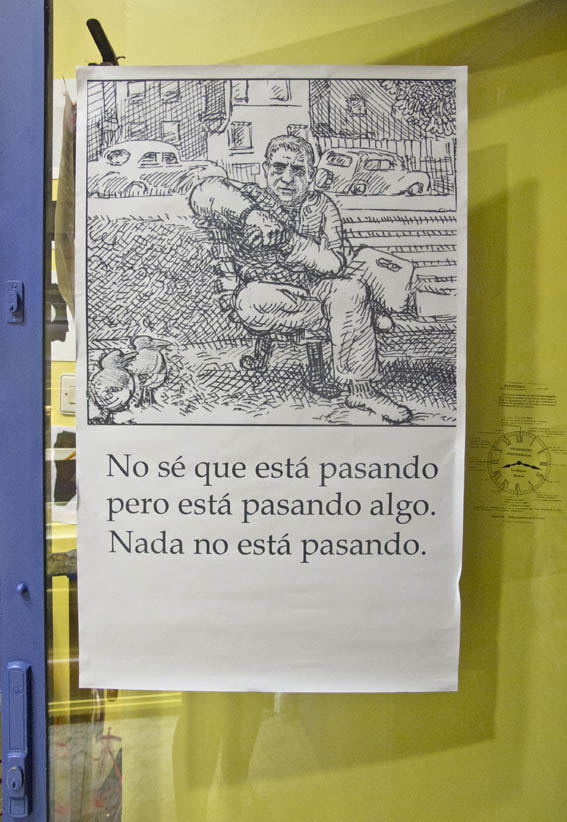 No sé que está pasando
pero está pasando algo.
Nada no está pasando.